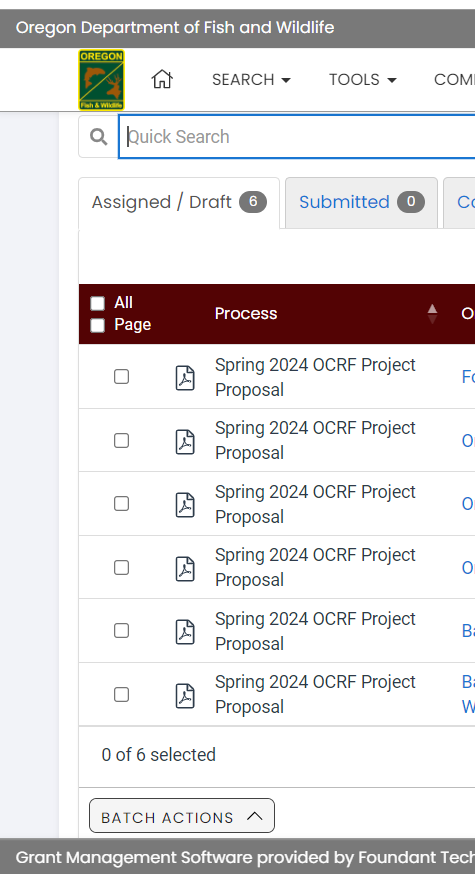 Oregon Department of Fish and Wildlife
OREGON
Fish & Wildlife
SEARCH
TOOLS
COM
Quick Search
Assigned / Draft 6
Submitted 0
Co
All
Page
Process
O
Spring 2024 OCRF Project
Proposal
Fo
Spring 2024 OCRF Project
Proposal
O
Spring 2024 OCRF Project
Proposal
O
Spring 2024 OCRF Project
Proposal
O
Spring 2024 OCRF Project
Proposal
Ba
Spring 2024 OCRF Project
Proposal
Ba
W
0 of 6 selected
BATCH ACTIONS
Grant Management Software provided by Foundant Tech